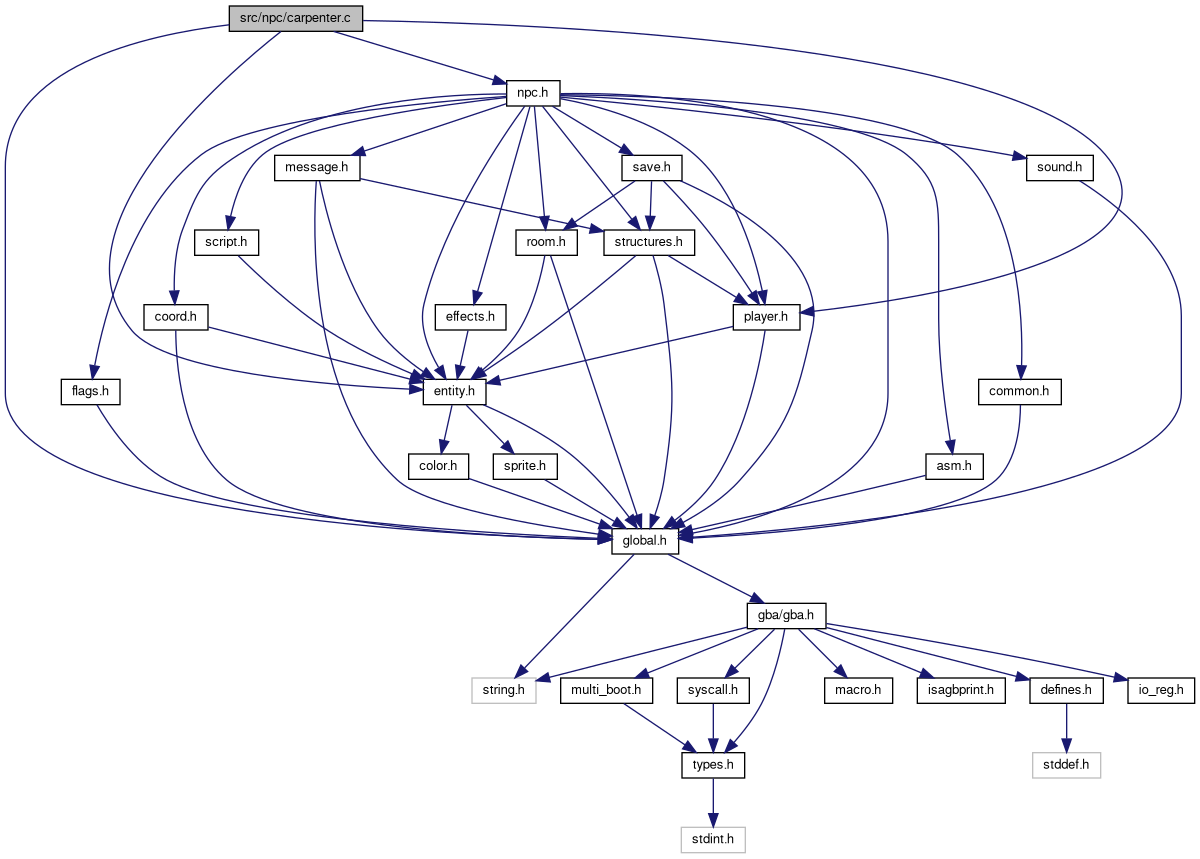 src/npc/carpenter.c
npc.h
message.h
save.h
sound.h
script.h
room.h
structures.h
coord.h
effects.h
player.h
flags.h
entity.h
common.h
color.h
sprite.h
asm.h
global.h
gba/gba.h
string.h
multi_boot.h
syscall.h
macro.h
isagbprint.h
defines.h
io_reg.h
types.h
stddef.h
stdint.h